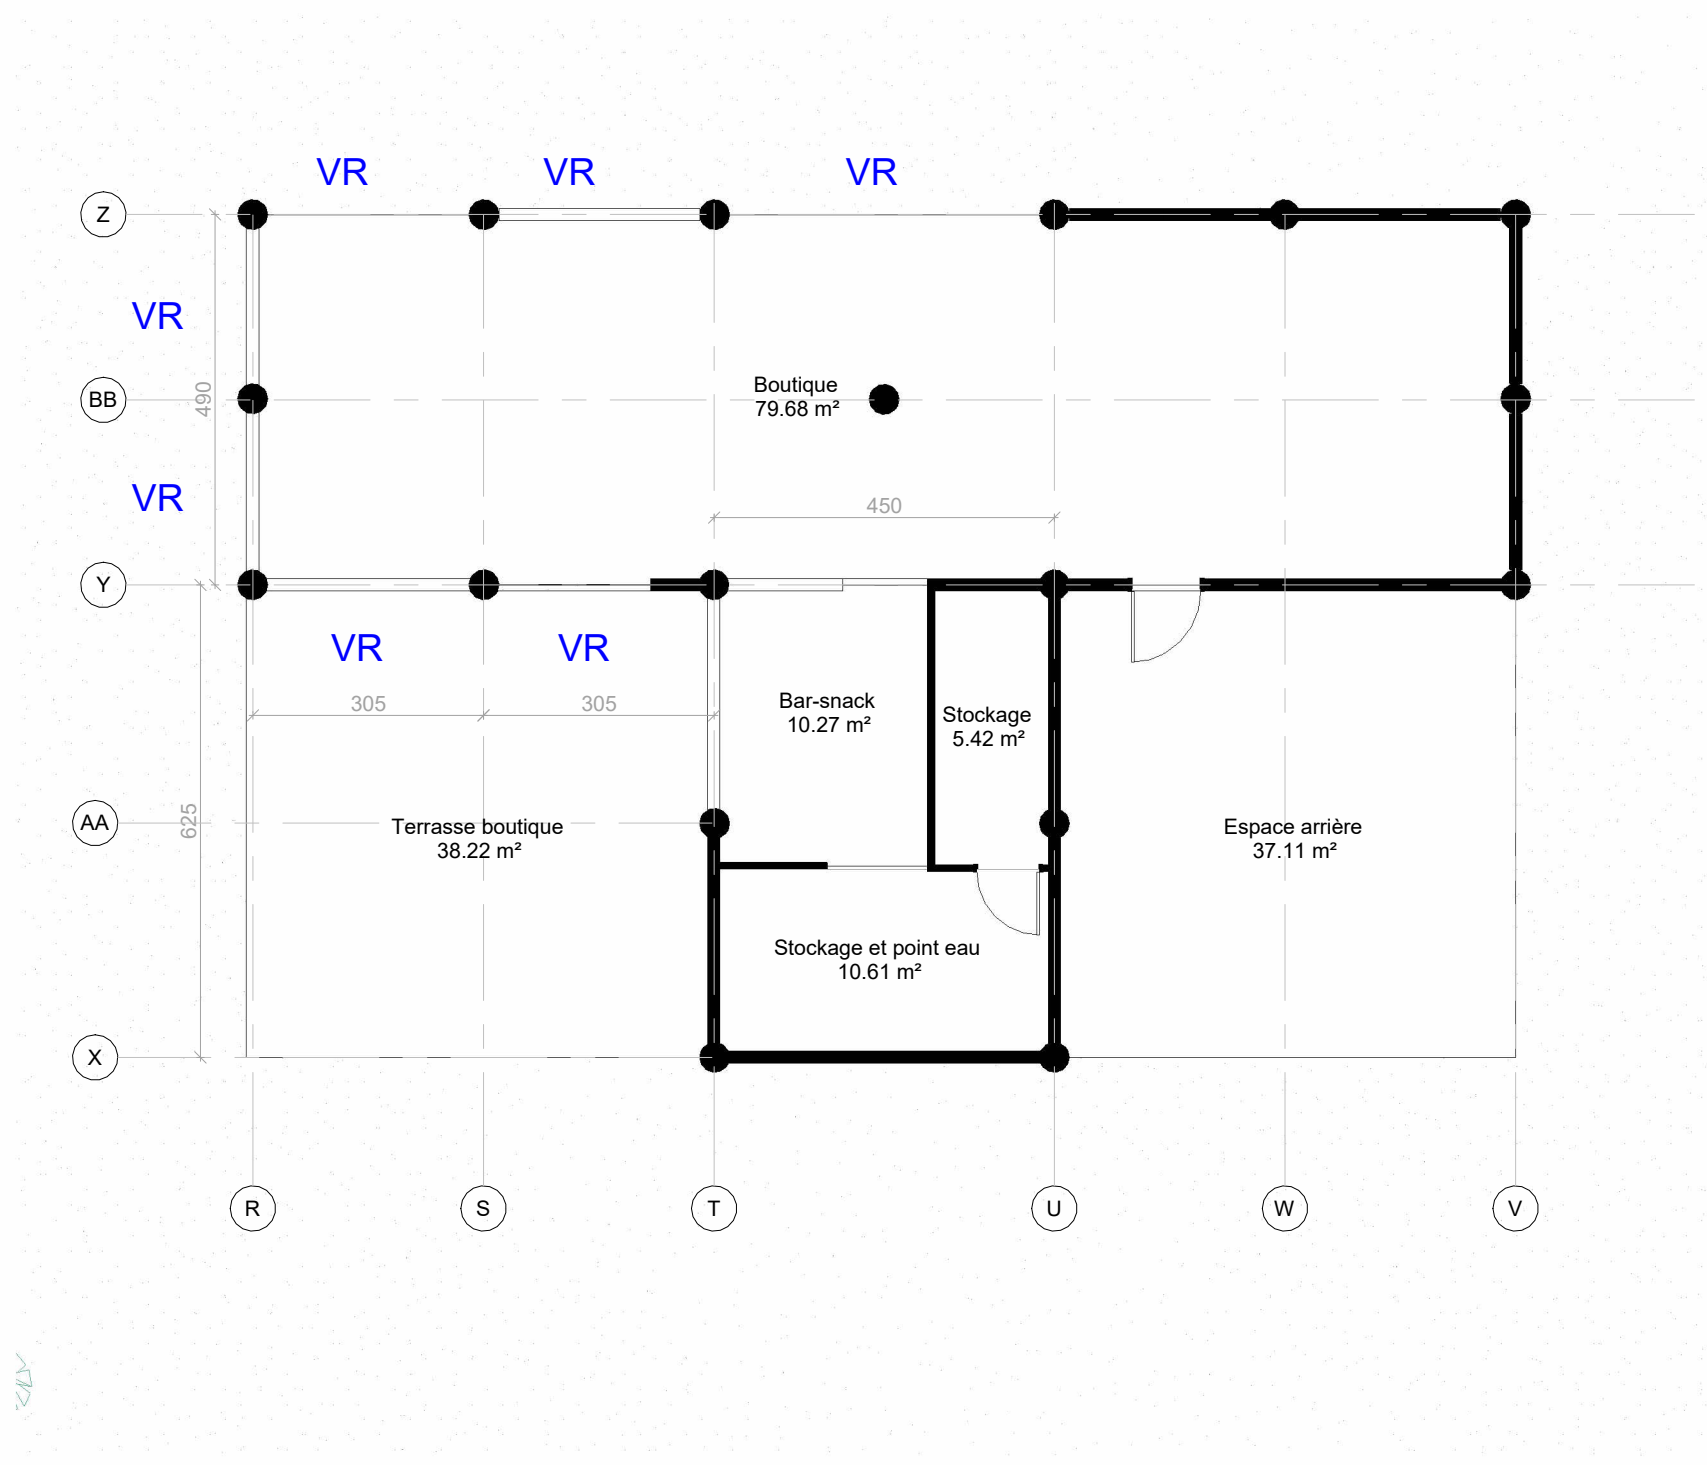 VR
VR
VR
Z
VR
BB
490
Boutique
79.68 m²
VR
450
Y
VR
VR
305
305
Bar-snack
10.27 m²
Stockage
5.42 m²
AA
625
Terrasse boutique
38.22 m²
Espace arrière
37.11 m²
Stockage et point eau
10.61 m²
X
R
S
T
U
W
V